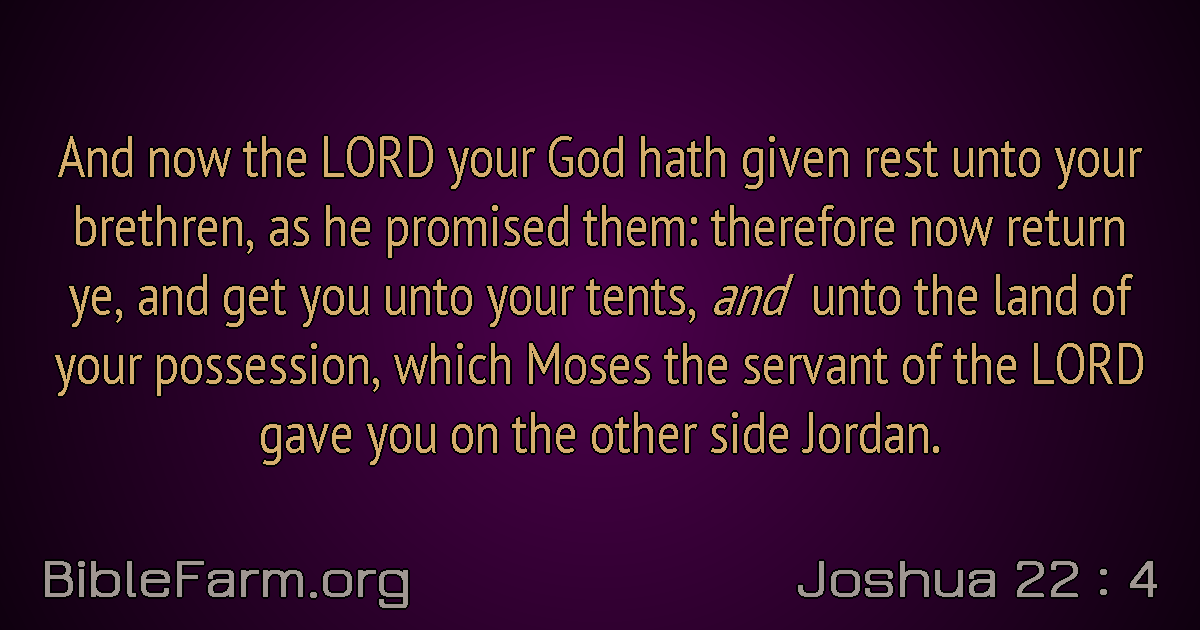 And now the LORD your God hath given rest unto your
brethren, as he promised them: therefore now return
ye, and get you unto your tents, and unto the land of
your possession, which Moses the servant of the LORD
gave you on the other side Jordan.
BibleFarm.org
Joshua 22 : 4